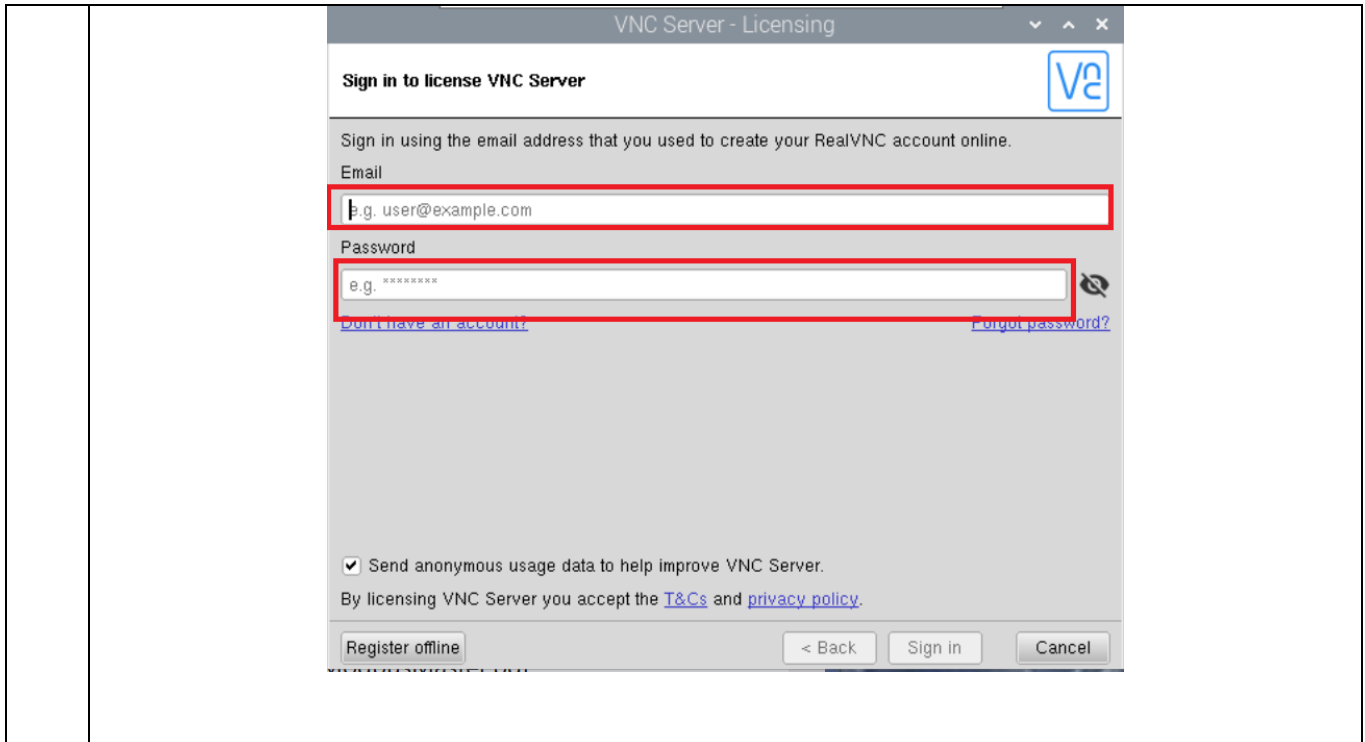 VNC Server - Licensing
Sign in to license VNC Server
Sign in using the email address that you used to create your RealVNC account online.
Email
e.g. user@example.com
Password
e.g. ********
Don't have an account? Forgot password?
Send anonymous usage data to help improve VNC Server.
By licensing VNC Server you accept the T&Cs and privacy policy.
Register offline < Back Sign in Cancel